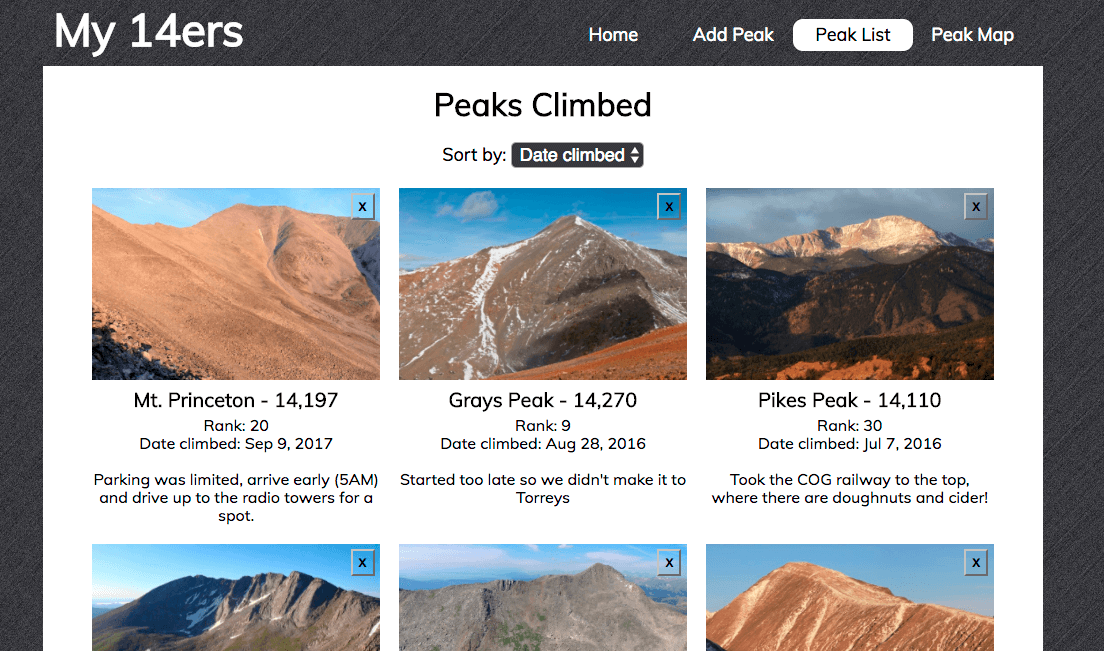 My 14ers
Home Add Peak Peak List Peak Map
Peaks Climbed
Sort by: Date climbed
x
x
x
Mt. Princeton - 14,197
Rank: 20
Date climbed: Sep 9, 2017
Parking was limited, arrive early (5AM)
and drive up to the radio towers for a
spot.
Grays Peak - 14,270
Rank: 9
Date climbed: Aug 28, 2016
Started too late so we didn't make it to
Torreys
Pikes Peak - 14,110
Rank: 30
Date climbed: Jul 7, 2016
Took the COG railway to the top,
where there are doughnuts and cider!
x
x
x